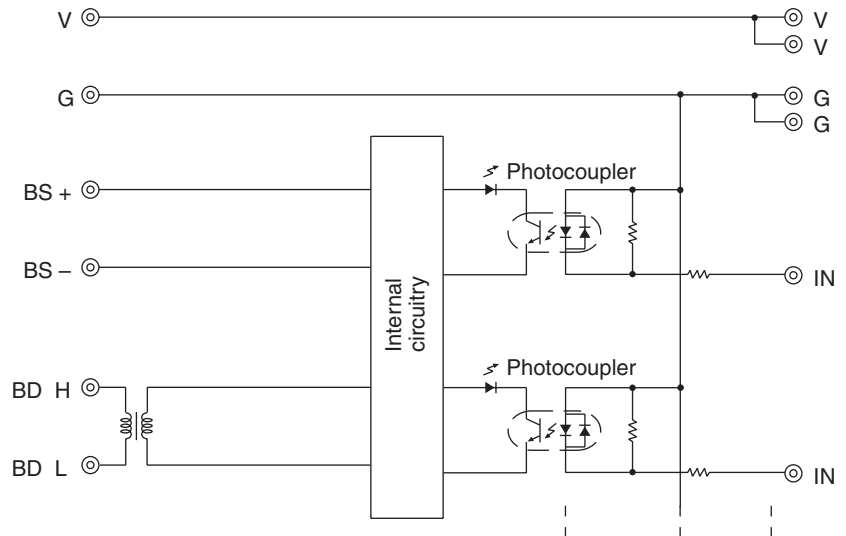 V
V
V
G
G
G
Photocoupler
BS +
BS –
IN
Internal
circuitry
Photocoupler
BD H
BD L
IN